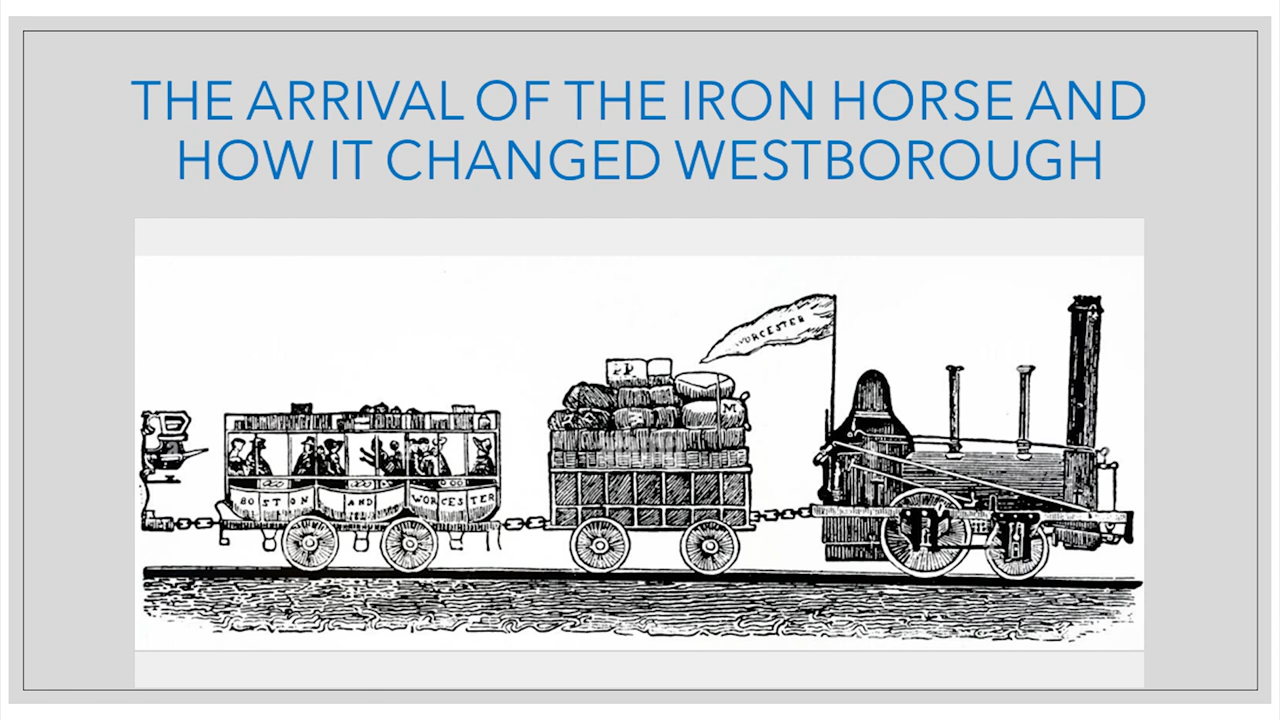 THE ARRIVAL OF THE IRON HORSE AND
HOW IT CHANGED WESTBOROUGH
WORCESTER
M
BOSTON AND WORCESTER